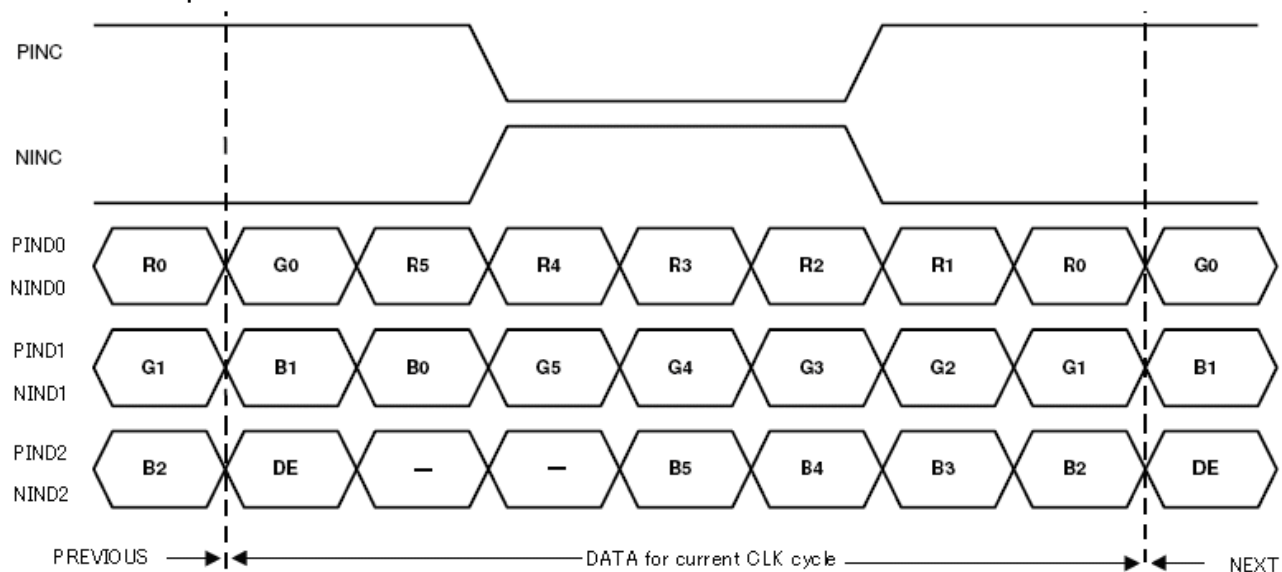 PINC
NINC
PIND0
R0 G0 R5 R4 R3 R2 R1 R0 G0
NIND0
PIND1
G1 B1 B0 G5 G4 G3 G2 G1 B1
NIND1
PIND2
B2 DE — — B5 B4 B3 B2 DE
NIND2
PREVIOUS DATA for current CLK cycle NEXT